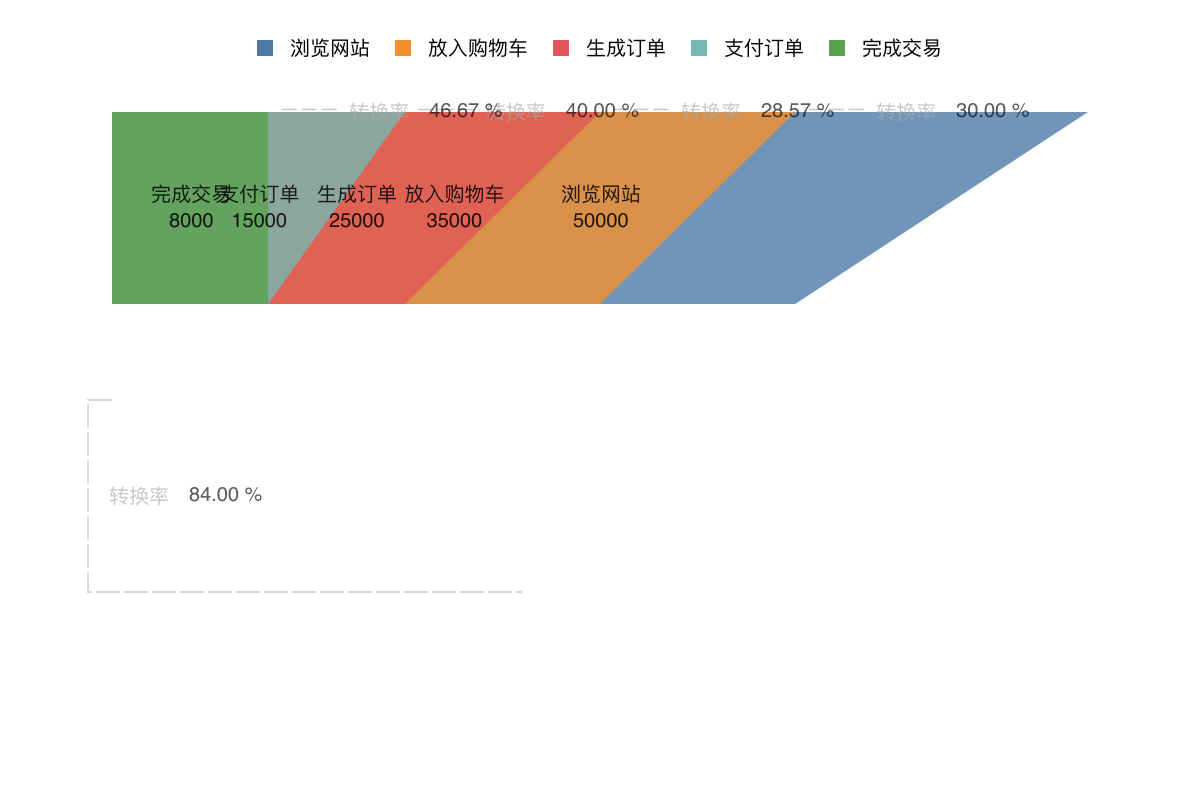 浏览网站 放入购物车 生成订单 支付订单 完成交易
转换率 46.67 % 转换率 40.00 % 转换率 28.57 % 转换率 30.00 %
完成交易 支付订单 生成订单 放入购物车 浏览网站
8000 15000 25000 35000 50000
转换率 84.00 %